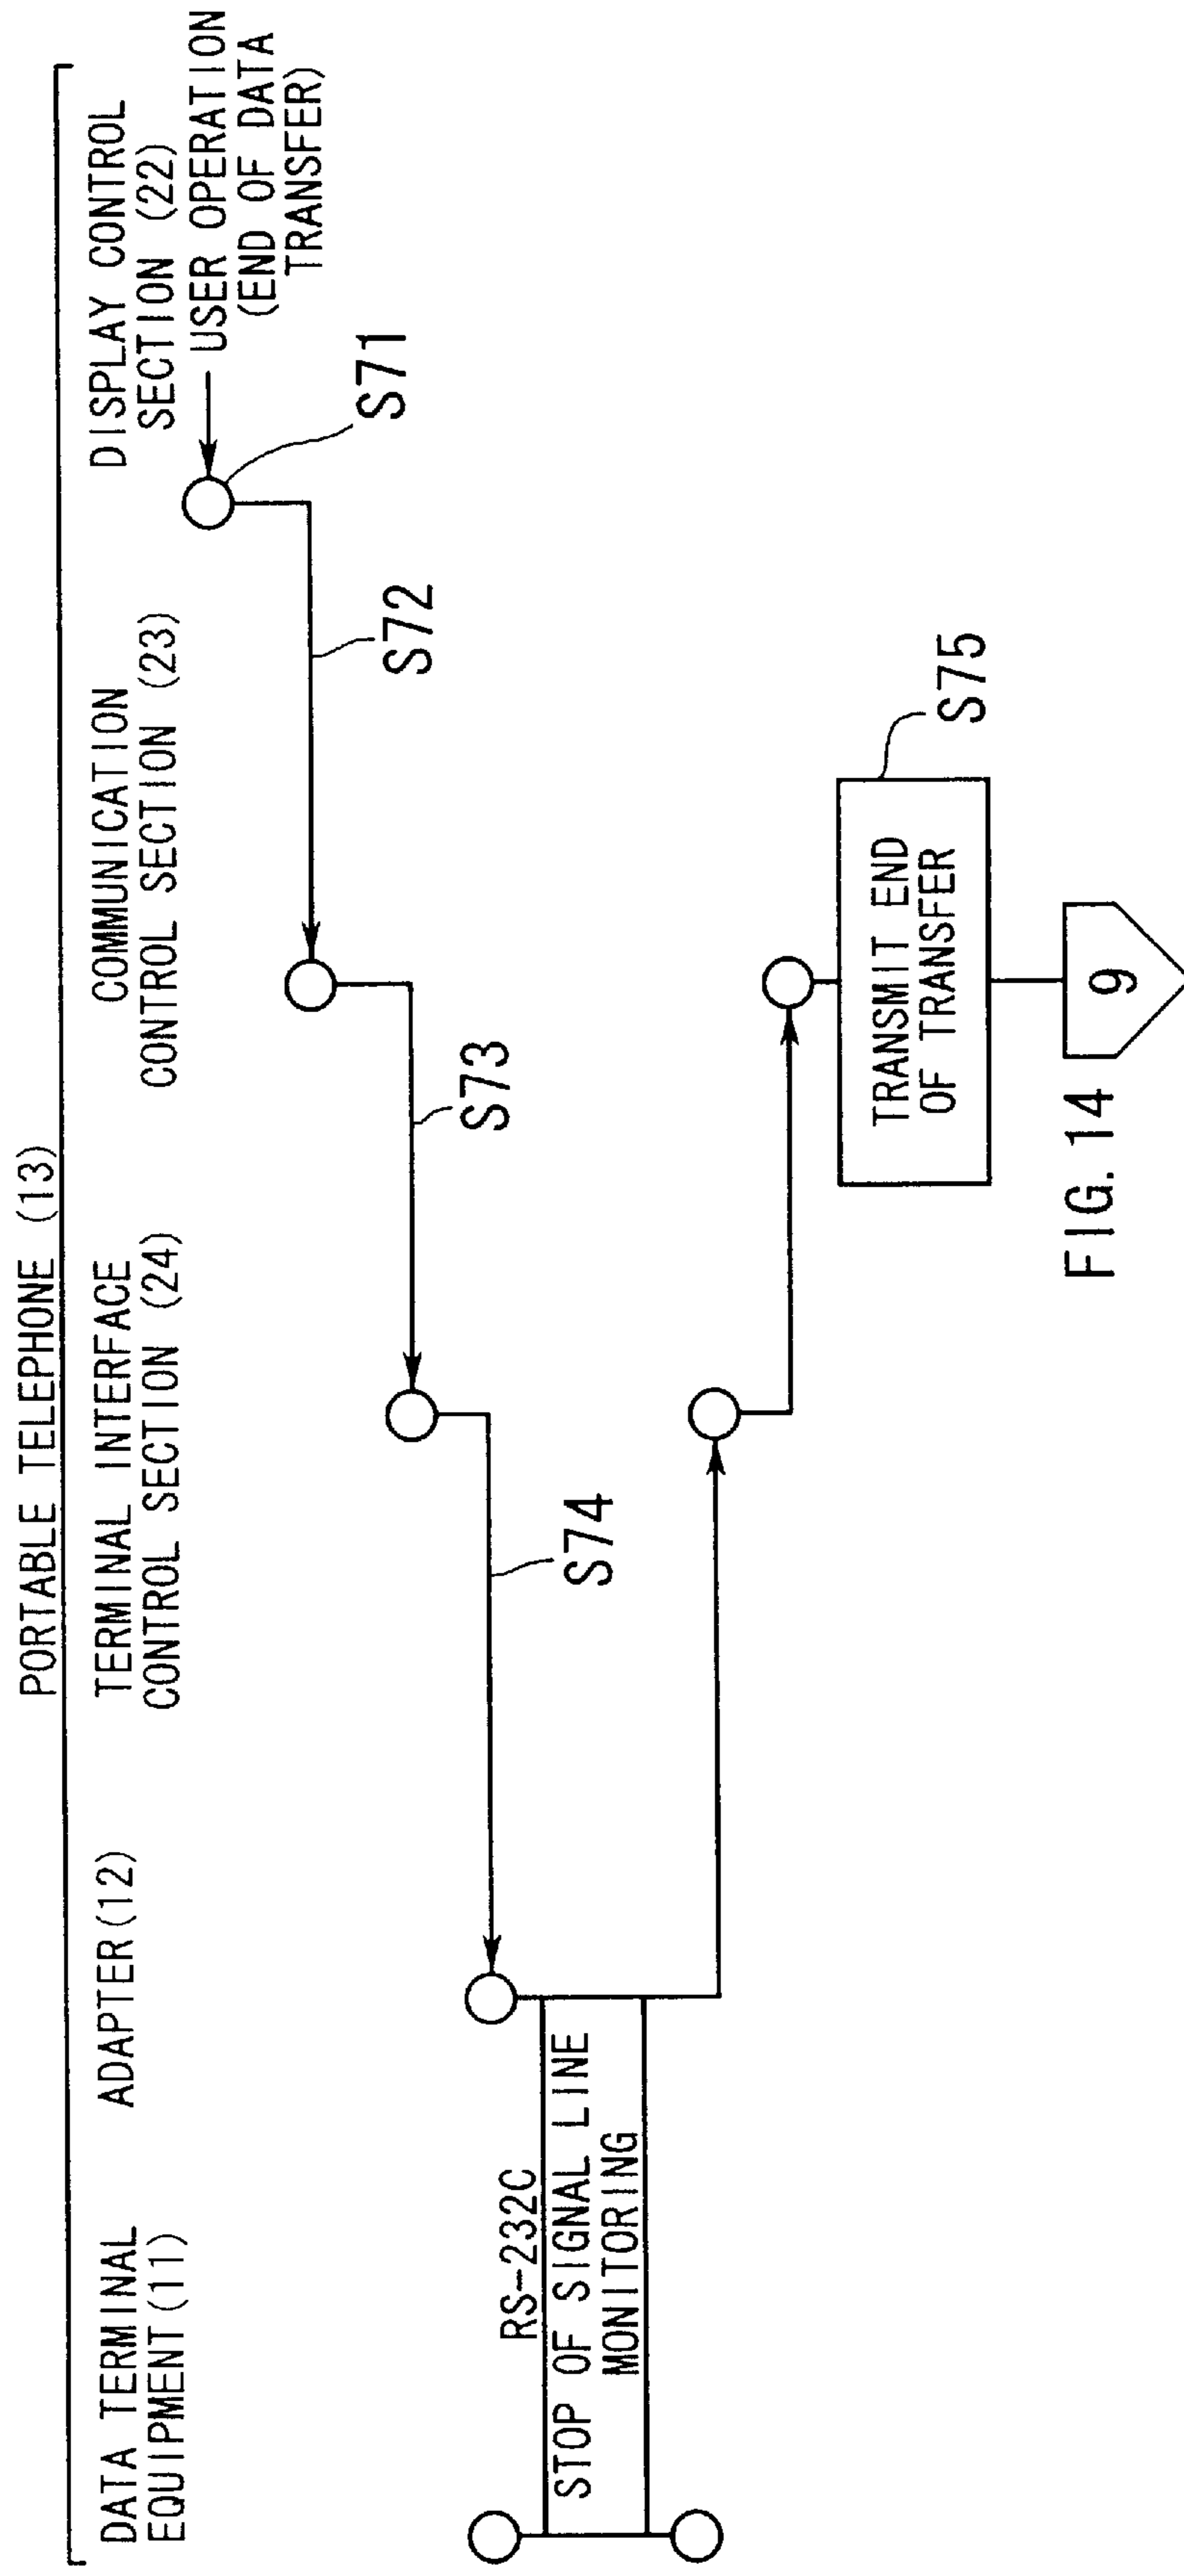 PORTABLE TELEPHONE (13)
DATA TERMINAL
EQUIPMENT(11)
ADAPTER(12)
TERMINAL INTERFACE
CONTROL SECTION (24)
COMMUNICATION
CONTROL SECTION (23)
DISPLAY CONTROL
SECTION (22)
USER OPERATION
(END OF DATA
TRANSFER)
S71
S72
S73
S74
RS-232C
STOP OF SIGNAL LINE
MONITORING
TRANSMIT END
OF TRANSFER
S75
9
FIG. 14